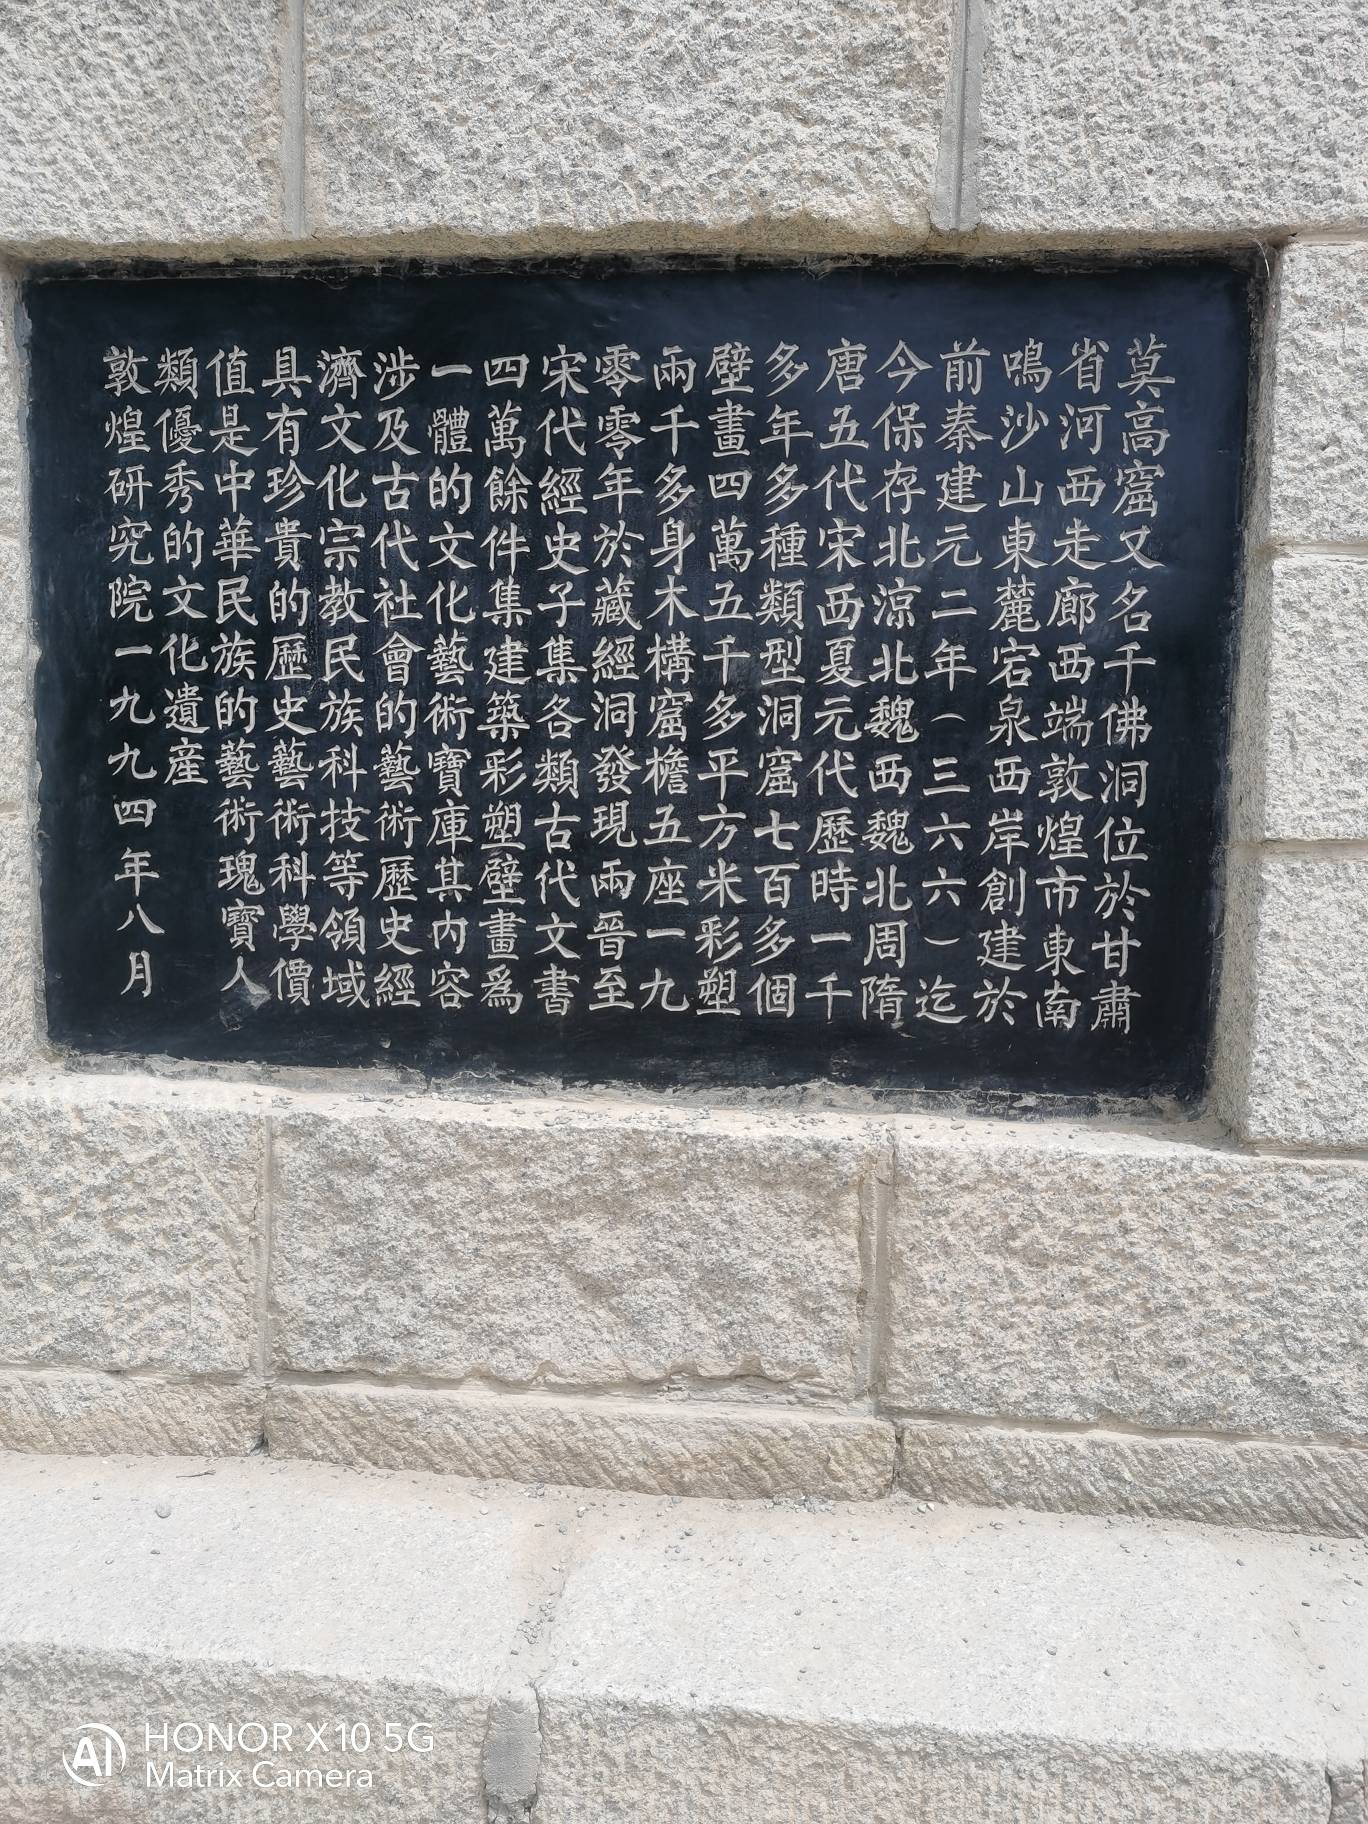 莫高窟又名千佛洞位於甘肅
省河西走廊西端敦煌市東南
鳴沙山東麓宕泉西岸創建於
前秦建元二年（三六六）迄
今保存北涼北魏西魏北周隋
唐五代宋西夏元代歷時一千
多年多種類型洞窟七百多個
壁畫四萬五千多平方米彩塑
兩千多身木構窟檐五座一九
零零年於藏經洞發現兩晉至
宋代經史子集各類古代文書
四萬餘件集建築彩塑壁畫為
一體的文化藝術寶庫其內容
涉及古代社會的藝術歷史經
濟文化宗教民族科技等領域
具有珍貴的歷史藝術科學價
值是中華民族的藝術瑰寶人
類優秀的文化遺產
敦煌研究院一九九四年八月
HONOR X10 5G
Matrix Camera